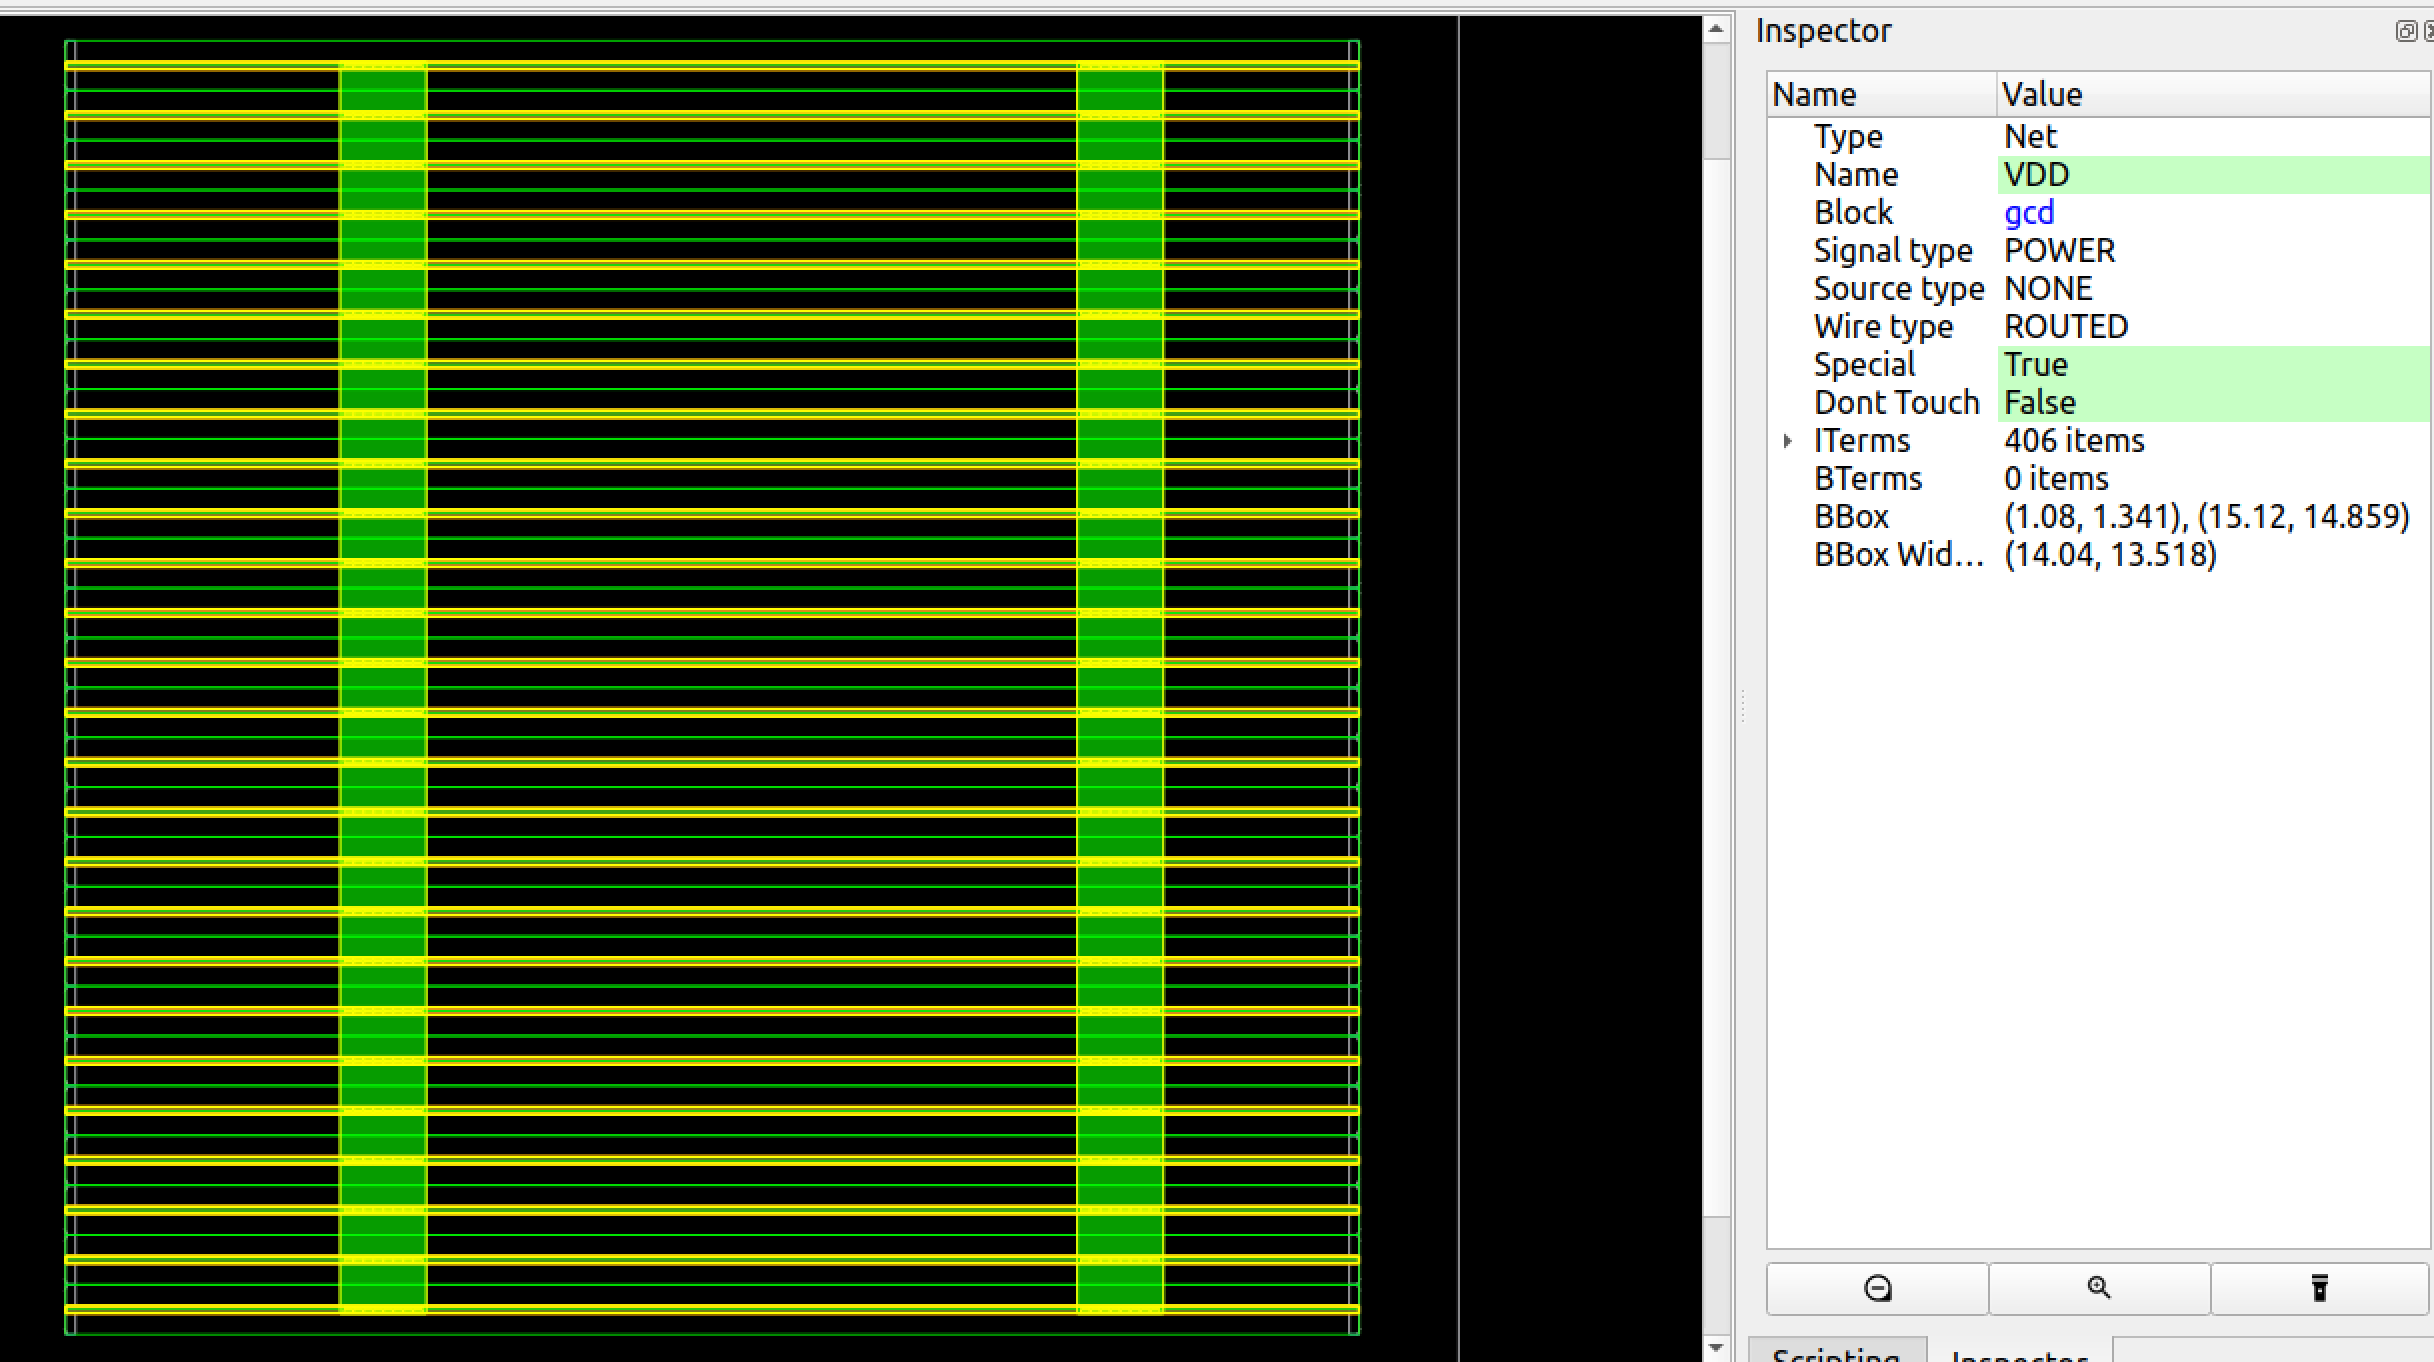 Inspector
Name Value
Type Net
Name VDD
Block gcd
Signal type POWER
Source type NONE
Wire type ROUTED
Special True
Dont Touch False
ITerms 406 items
BTerms 0 items
BBox (1.08, 1.341), (15.12, 14.859)
BBox Wid... (14.04, 13.518)
Scripting Inspector